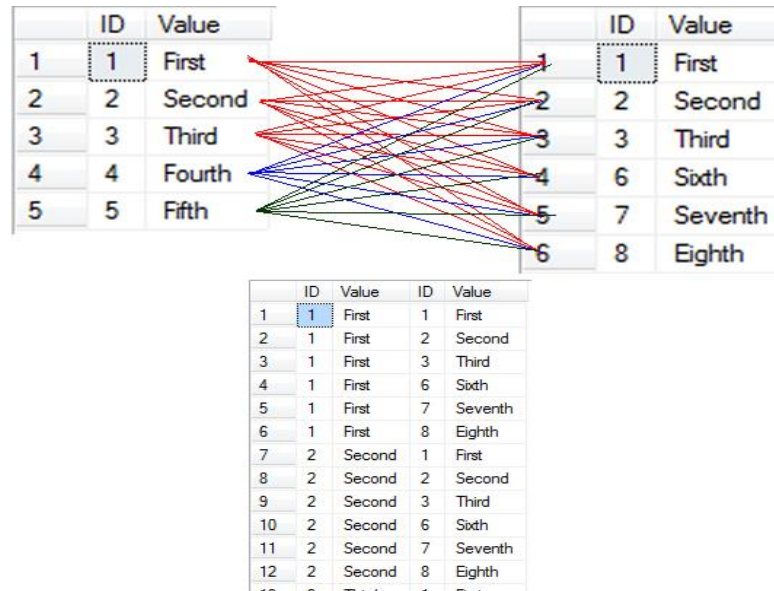 ID Value
1 1 First
2 2 Second
3 3 Third
4 4 Fourth
5 5 Fifth
ID Value
1 1 First
2 2 Second
3 3 Third
4 6 Sixth
5 7 Seventh
6 8 Eighth
ID Value ID Value
1 1 First 1 First
2 1 First 2 Second
3 1 First 3 Third
4 1 First 6 Sixth
5 1 First 7 Seventh
6 1 First 8 Eighth
7 2 Second 1 First
8 2 Second 2 Second
9 2 Second 3 Third
10 2 Second 6 Sixth
11 2 Second 7 Seventh
12 2 Second 8 Eighth